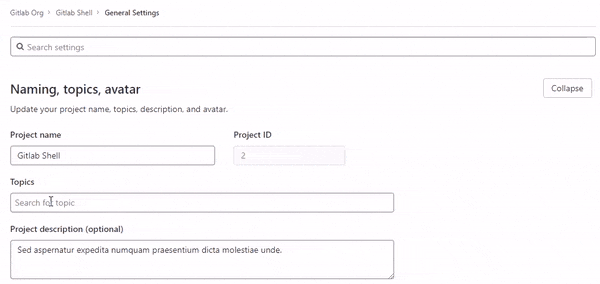 Gitlab Org > Gitlab Shell > General Settings
Search settings
Naming, topics, avatar
Collapse
Update your project name, topics, description, and avatar.
Project name Project ID
Gitlab Shell 2
Topics
Search for topic
Project description (optional)
Sed aspernatur expedita numquam praesentium dicta molestiae unde.